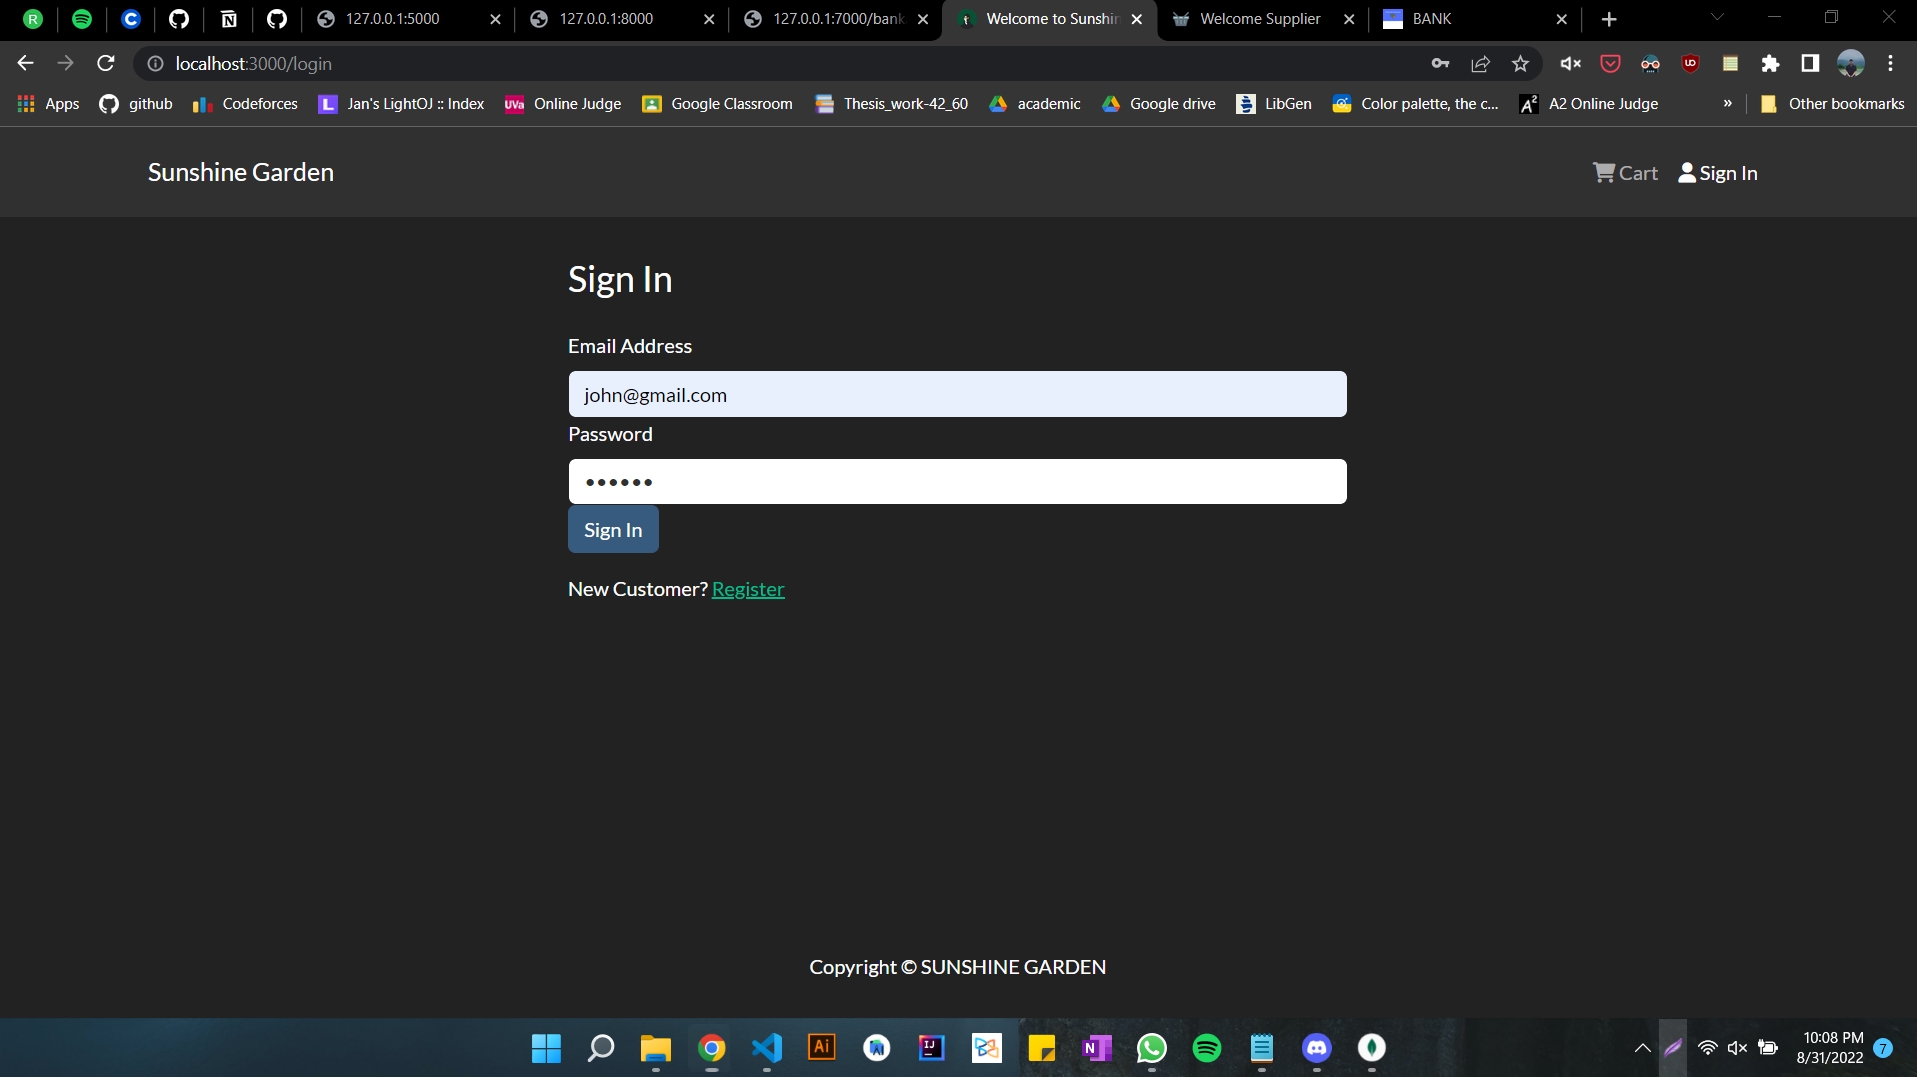 127.0.0.1:5000
127.0.0.1:8000
127.0.0.1:7000/bank
Welcome to Sunshin
Welcome Supplier
BANK
localhost:3000/login
Apps
github
Codeforces
Jan's LightOJ :: Index
UVa
Online Judge
Google Classroom
Thesis_work-42_60
academic
Google drive
LibGen
Color palette, the c...
A2 Online Judge
»
Other bookmarks
Sunshine Garden
Cart
Sign In
Sign In
Email Address
john@gmail.com
Password
••••••
Sign In
New Customer? Register
Copyright © SUNSHINE GARDEN
Ai
IJ
N
10:08 PM
8/31/2022
7